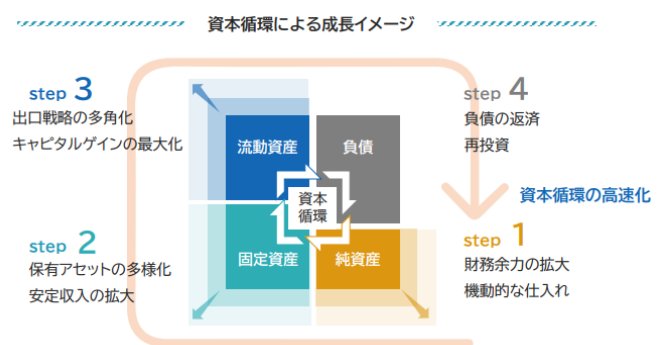 資本循環による成長イメージ
step 3
出口戦略の多角化
キャピタルゲインの最大化
step 4
負債の返済
再投資
流動資産
負債
資本
循環
固定資産
純資産
資本循環の高速化
step 2
保有アセットの多様化
安定収入の拡大
step 1
財務余力の拡大
機動的な仕入れ